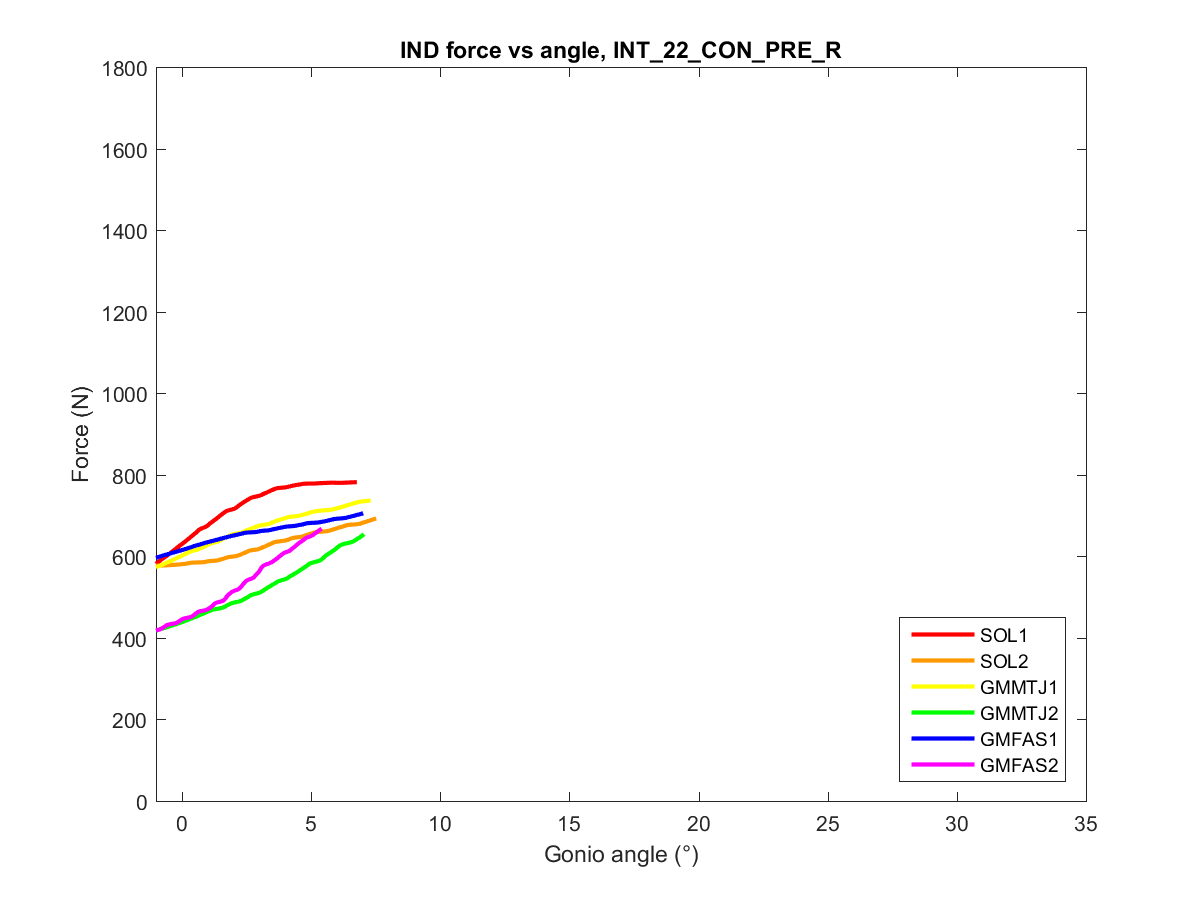 IND force vs angle, INT_22_CON_PRE_R
1800
1600
1400
1200
1000
800
600
400
200
0
Force (N)
0 5 10 15 20 25 30 35
Gonio angle (°)
SOL1
SOL2
GMMTJ1
GMMTJ2
GMFAS1
GMFAS2